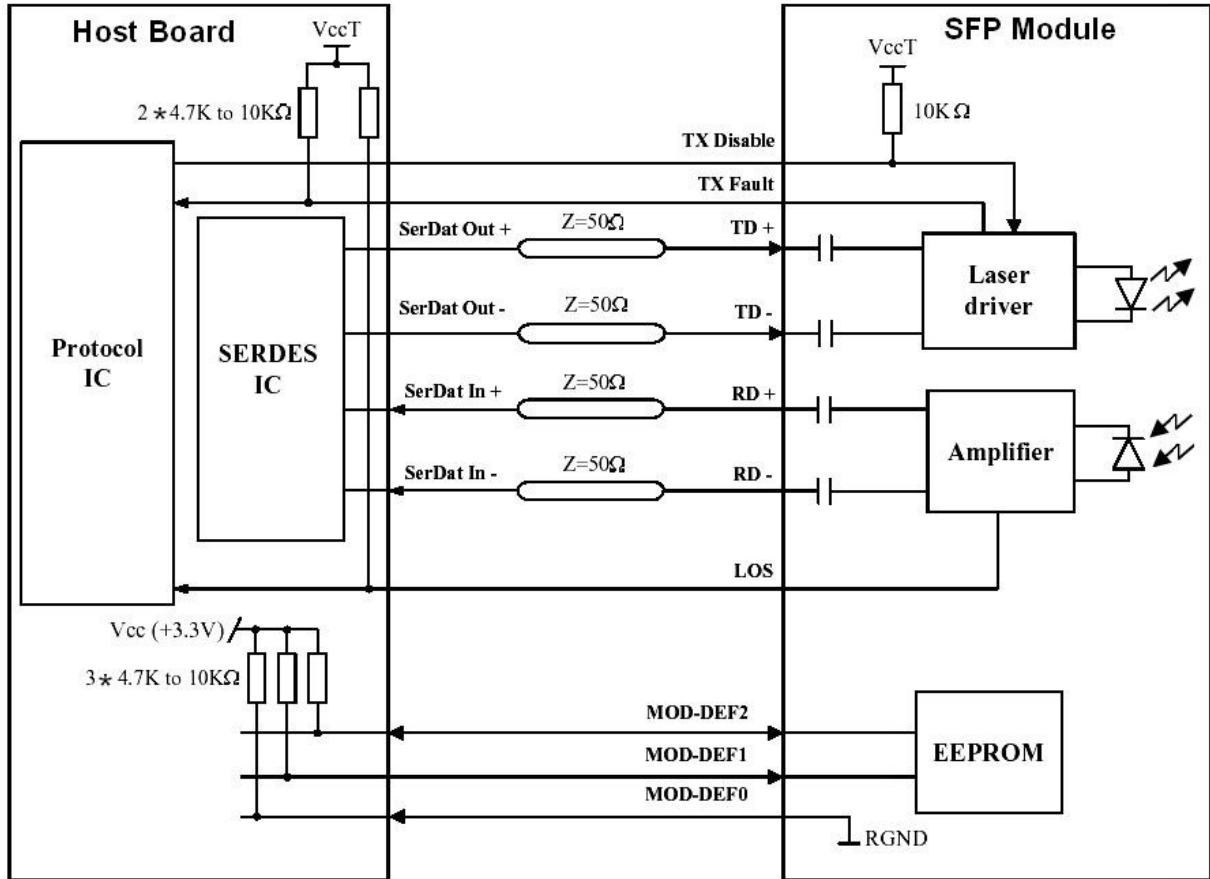 Host Board
SFP Module
VccT
VccT
2*4.7K to 10KΩ
10KΩ
TX Disable
TX Fault
SerDat Out +
Z=50Ω
TD +
Laser
driver
SerDat Out -
Z=50Ω
TD -
Protocol
IC
SERDES
IC
SerDat In +
Z=50Ω
RD +
Amplifier
SerDat In -
Z=50Ω
RD -
LOS
Vcc (+3.3V)
3*4.7K to 10KΩ
MOD-DEF2
MOD-DEF1
MOD-DEF0
EEPROM
RGND